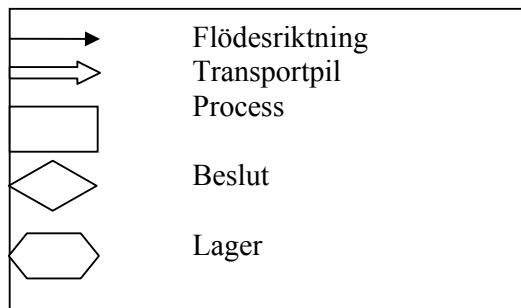 Flödesriktning
Transportpil
Process
Beslut
Lager